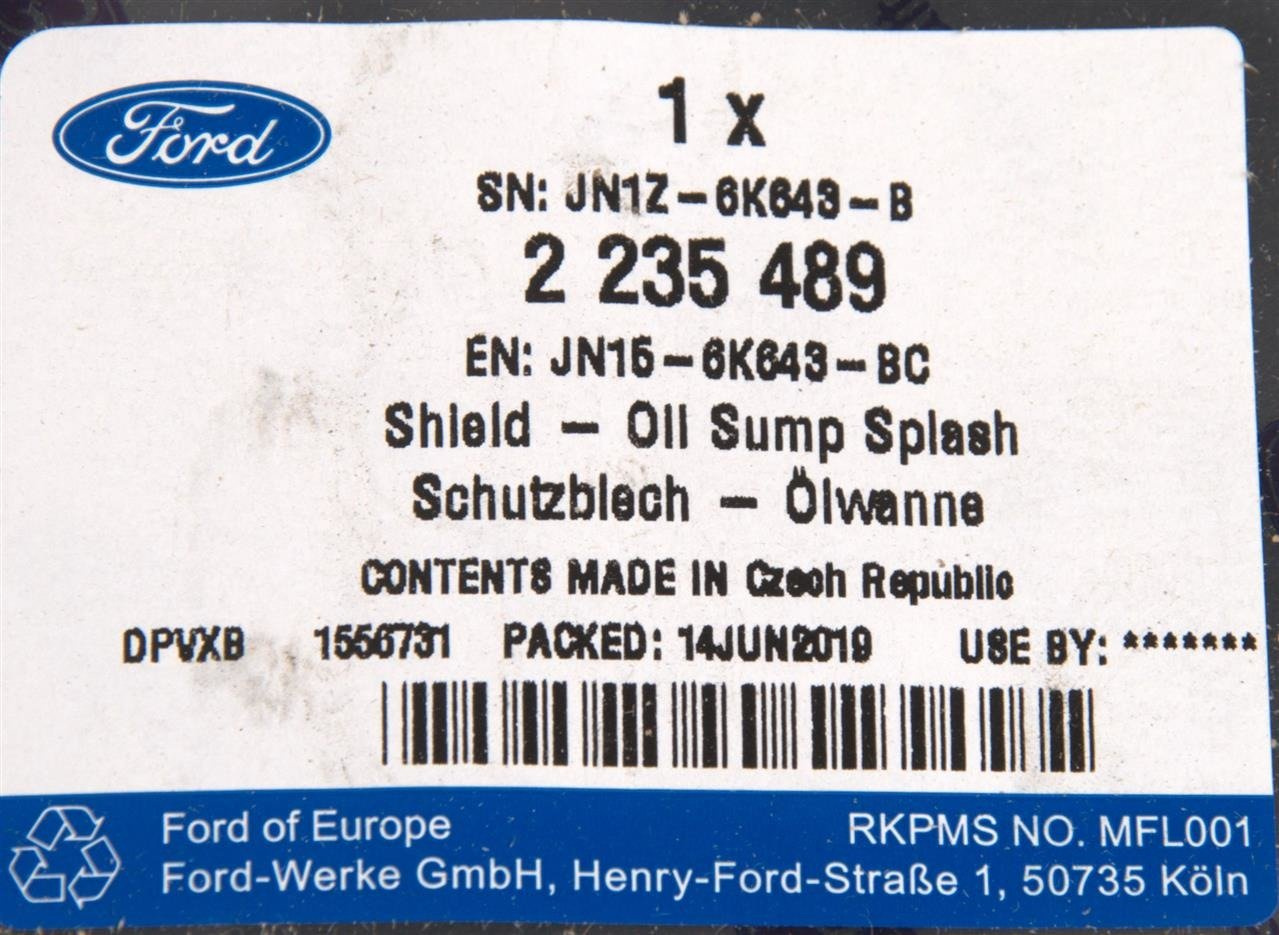 Ford
1 x
SN: JN1Z-6K643-B
2 235 489
EN: JN15-6K643-BC
Shield - Oil Sump Splash
Schutzblech - Ölwanne
CONTENTS MADE IN Czech Republic
DPVXB 1556731 PACKED: 14JUN2019 USE BY: *******
Ford of Europe RKPMS NO. MFL001
Ford-Werke GmbH, Henry-Ford-Straße 1, 50735 Köln